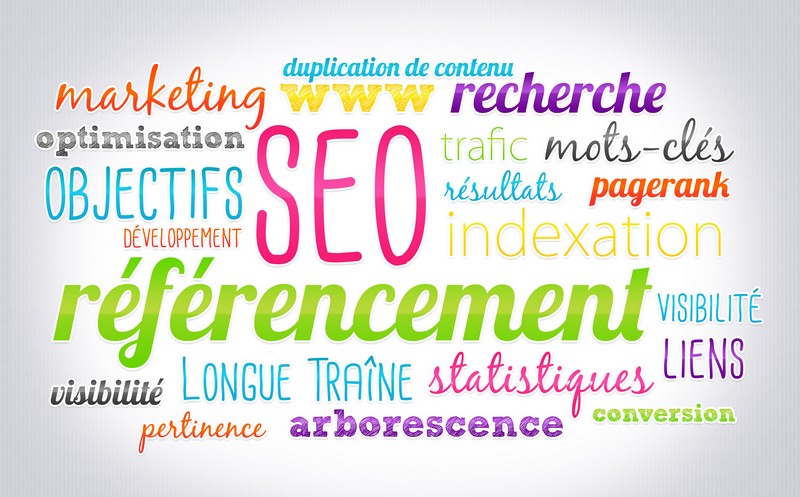 duplication de contenu
marketing www recherche
optimisation SEO trafic mots-clés
OBJECTIFS résultats pagerank
DÉVELOPPEMENT indexation
référencement VISIBILITÉ
LIENS
visibilité LONGUE TRAÎNE statistiques
pertinence arborescence conversion